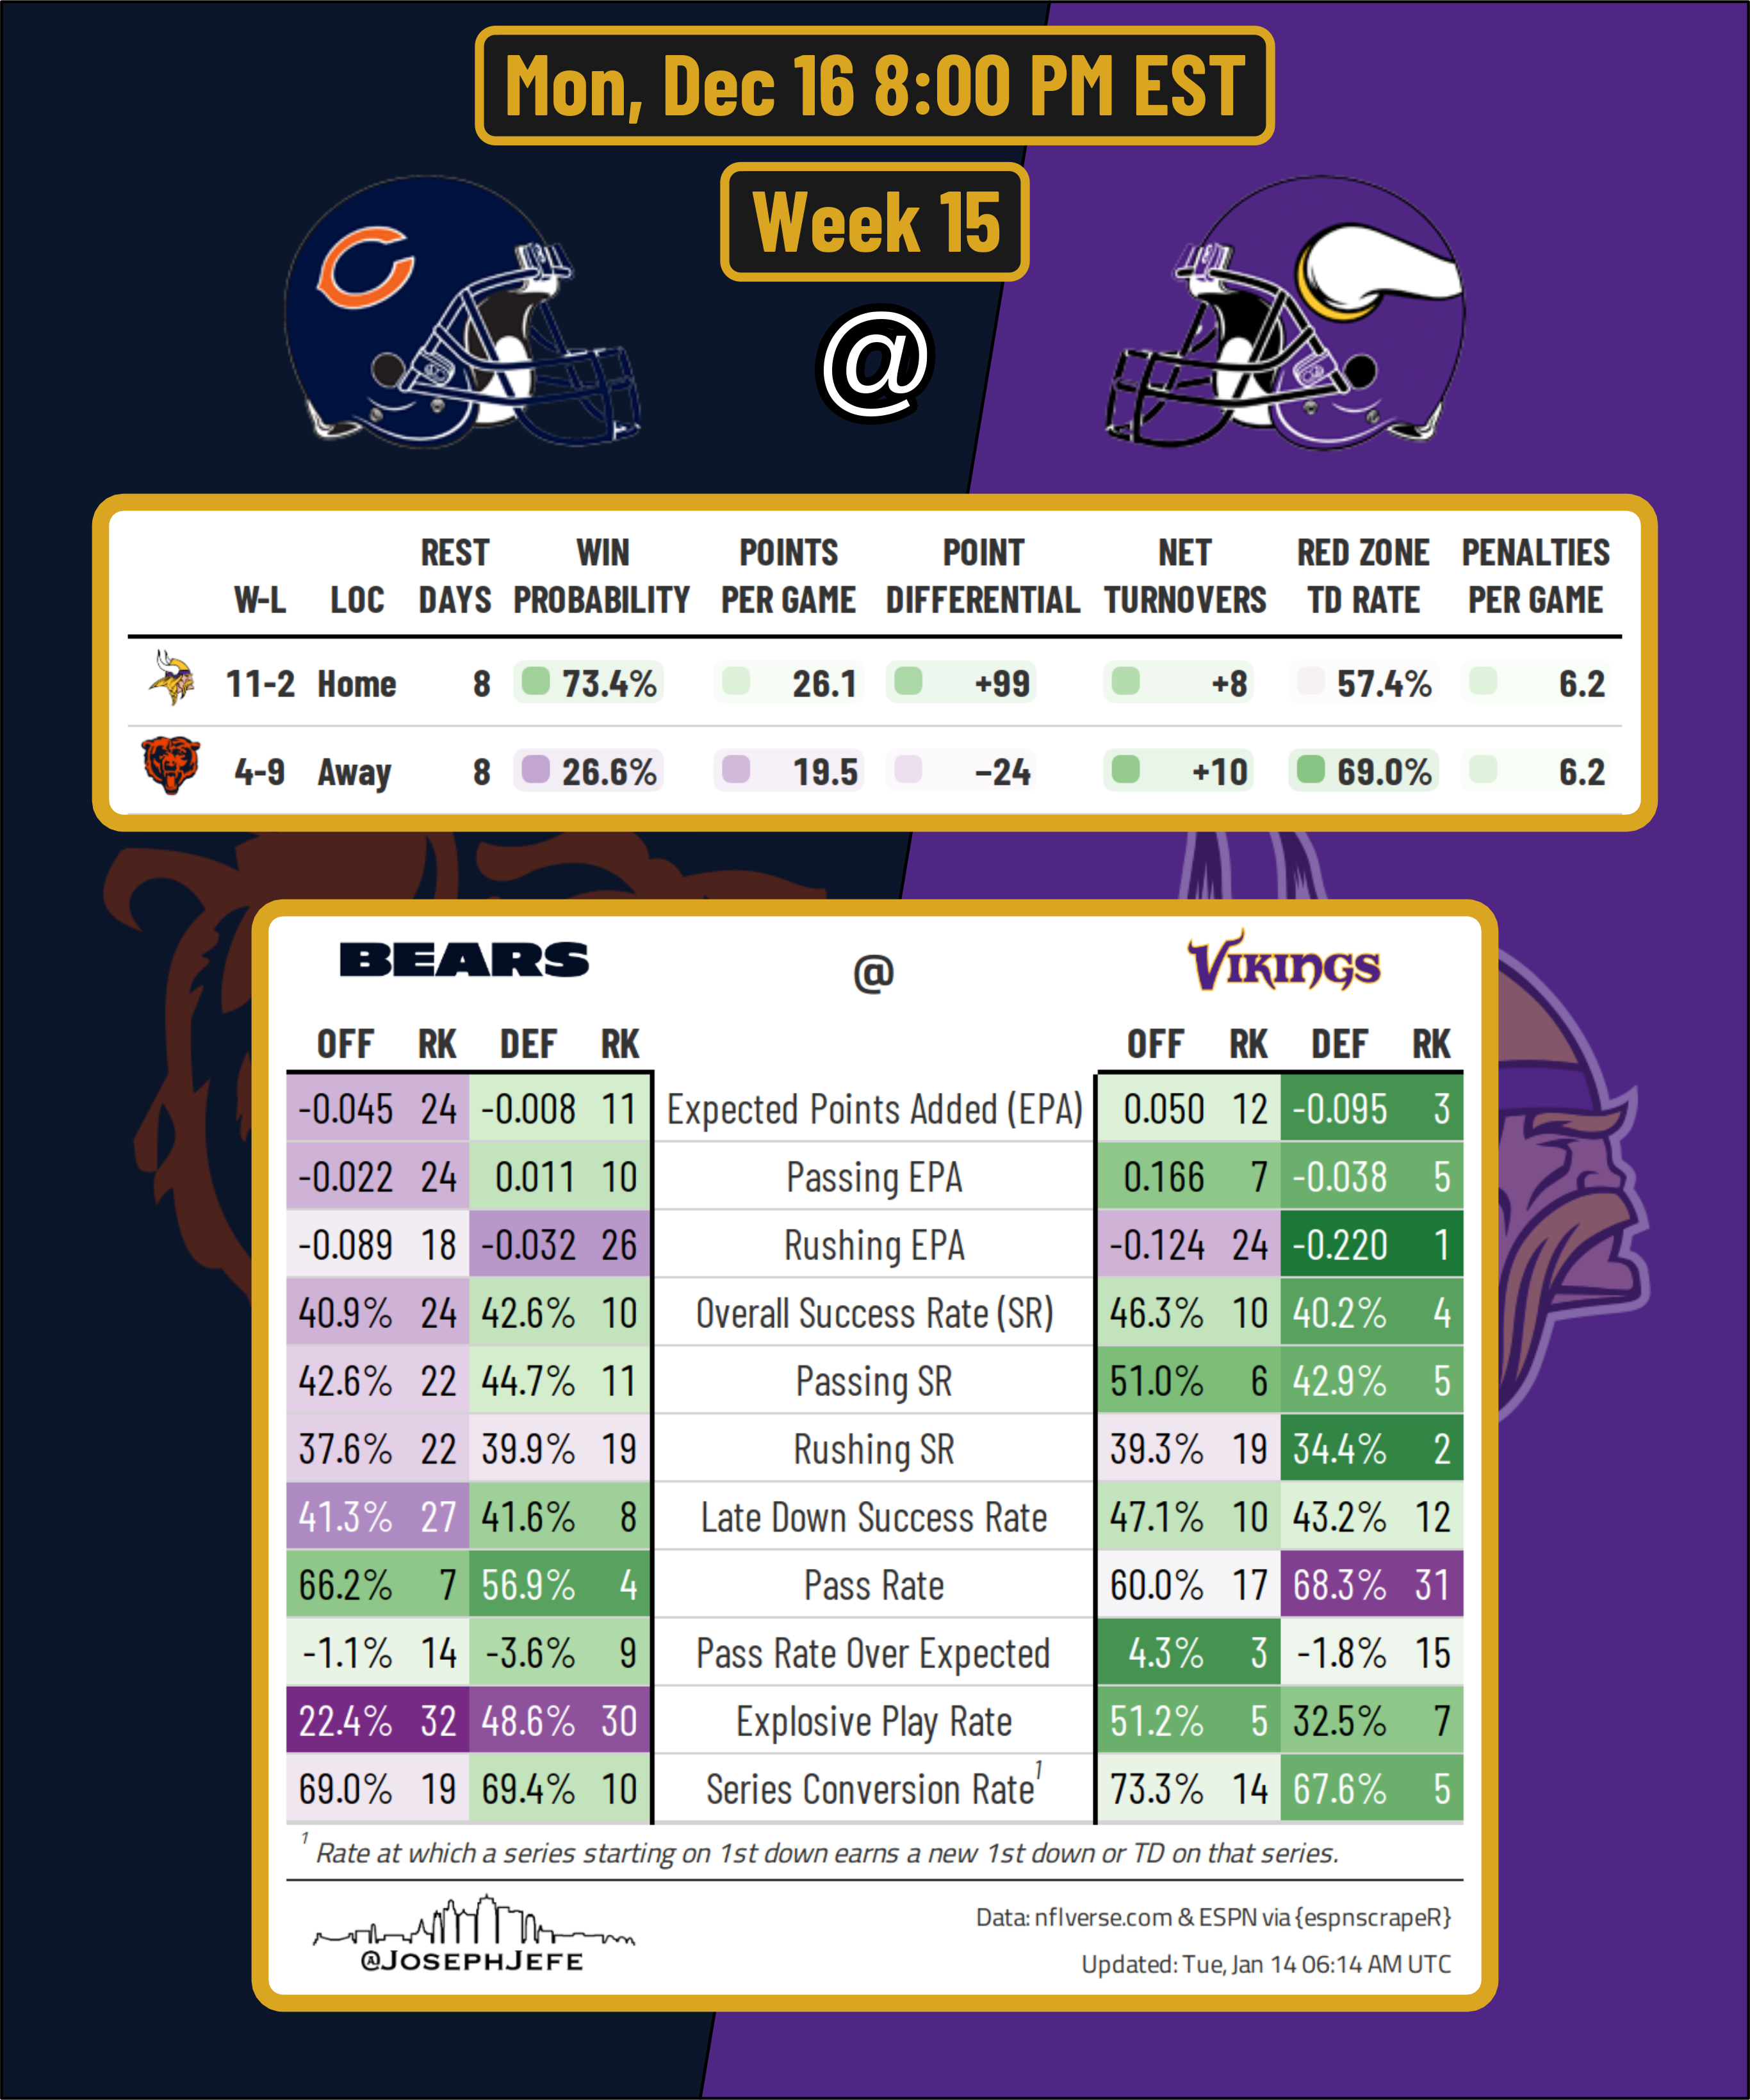 Mon, Dec 16 8:00 PM EST
Week 15
@
W-L LOC REST DAYS WIN PROBABILITY POINTS PER GAME POINT DIFFERENTIAL NET TURNOVERS RED ZONE TD RATE PENALTIES PER GAME
11-2 Home 8 73.4% 26.1 +99 +8 57.4% 6.2
4-9 Away 8 26.6% 19.5 −24 +10 69.0% 6.2
BEARS @ VIKINGS
OFF RK DEF RK OFF RK DEF RK
-0.045 24 -0.008 11 Expected Points Added (EPA) 0.050 12 -0.095 3
-0.022 24 0.011 10 Passing EPA 0.166 7 -0.038 5
-0.089 18 -0.032 26 Rushing EPA -0.124 24 -0.220 1
40.9% 24 42.6% 10 Overall Success Rate (SR) 46.3% 10 40.2% 4
42.6% 22 44.7% 11 Passing SR 51.0% 6 42.9% 5
37.6% 22 39.9% 19 Rushing SR 39.3% 19 34.4% 2
41.3% 27 41.6% 8 Late Down Success Rate 47.1% 10 43.2% 12
66.2% 7 56.9% 4 Pass Rate 60.0% 17 68.3% 31
-1.1% 14 -3.6% 9 Pass Rate Over Expected 4.3% 3 -1.8% 15
22.4% 32 48.6% 30 Explosive Play Rate 51.2% 5 32.5% 7
69.0% 19 69.4% 10 Series Conversion Rate¹ 73.3% 14 67.6% 5
¹ Rate at which a series starting on 1st down earns a new 1st down or TD on that series.
@JOSEPHJEFE
Data: nflverse.com & ESPN via {espnscrapeR}
Updated: Tue, Jan 14 06:14 AM UTC